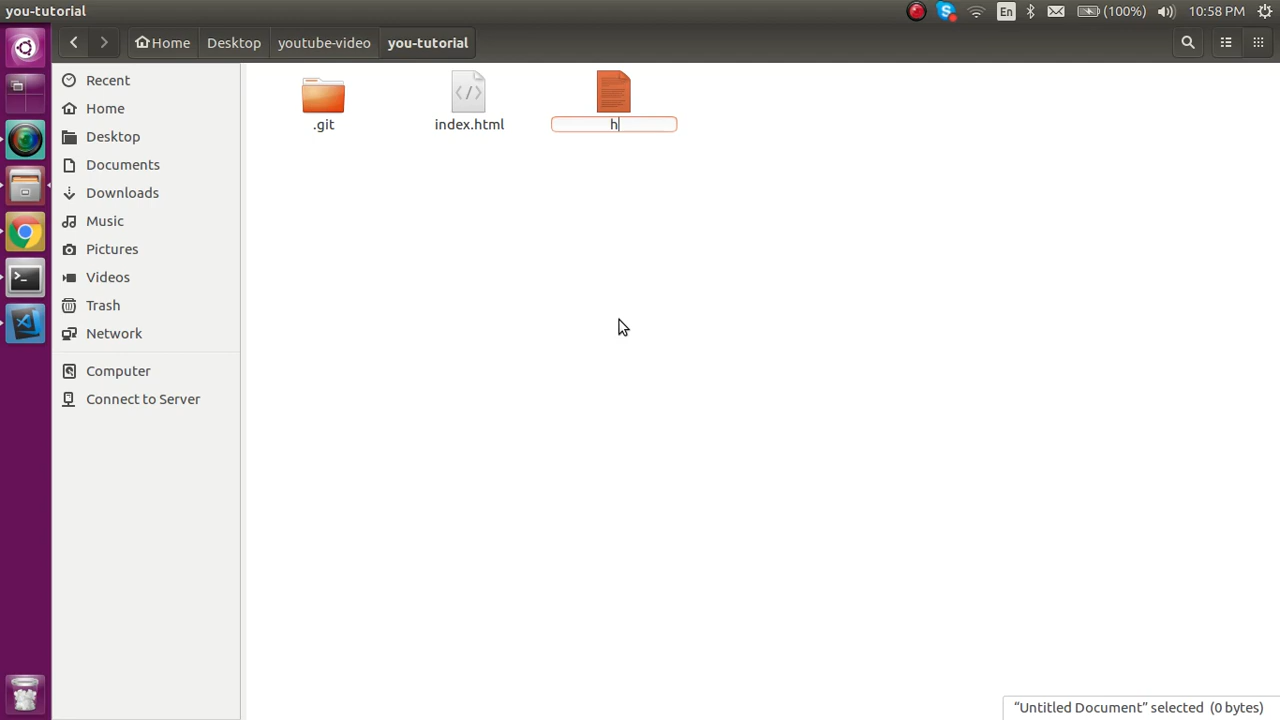 you-tutorial
En
(100%)
10:58 PM
Home
Desktop
youtube-video
you-tutorial
Recent
Home
Desktop
Documents
Downloads
Music
Pictures
Videos
Trash
Network
Computer
Connect to Server
.git
index.html
h
“Untitled Document” selected (0 bytes)